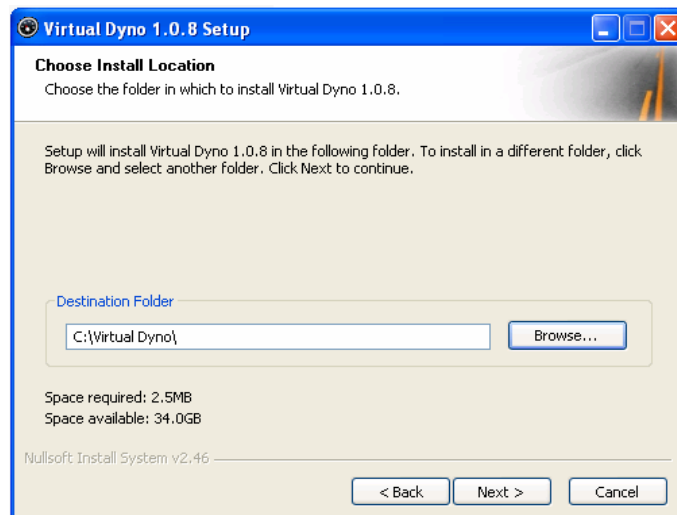 Virtual Dyno 1.0.8 Setup
Choose Install Location
Choose the folder in which to install Virtual Dyno 1.0.8.
Setup will install Virtual Dyno 1.0.8 in the following folder. To install in a different folder, click
Browse and select another folder. Click Next to continue.
Destination Folder
C:\Virtual Dyno\
Browse...
Space required: 2.5MB
Space available: 34.0GB
Nullsoft Install System v2.46
< Back
Next >
Cancel